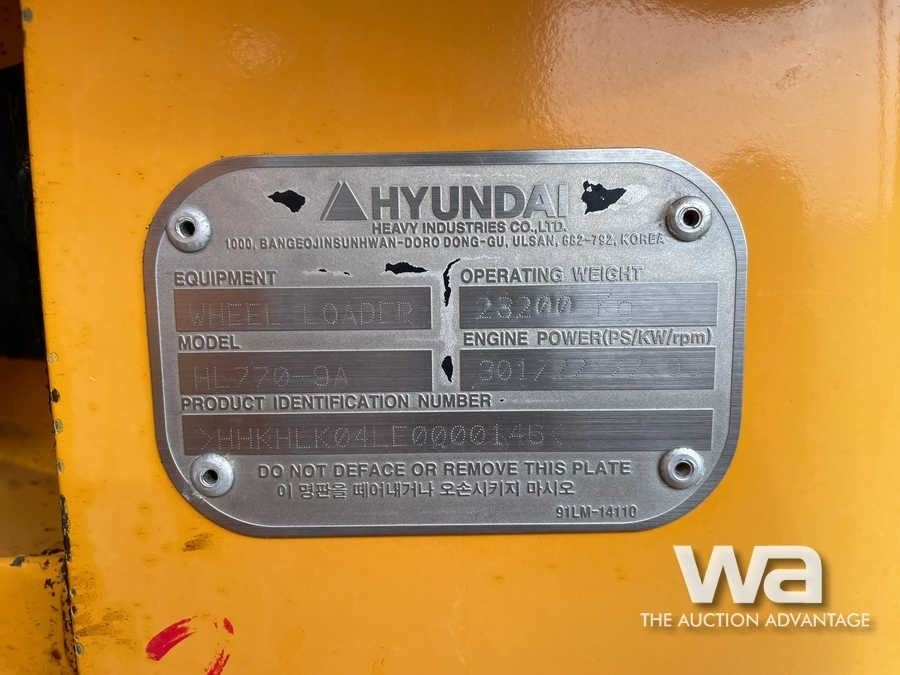 HYUNDAI
HEAVY INDUSTRIES CO.,LTD.
1000, BANGEOJINSUNHWAN-DORO DONG-GU, ULSAN, 682-792, KOREA
EQUIPMENT OPERATING WEIGHT
WHEEL LOADER 23200 Kg
MODEL ENGINE POWER(PS/KW/rpm)
HL770-9A 301/
PRODUCT IDENTIFICATION NUMBER
>HHKHLK04LE0000146<
DO NOT DEFACE OR REMOVE THIS PLATE
이 명판을 떼어내거나 오손시키지 마시오
91LM-14110
wa
THE AUCTION ADVANTAGE